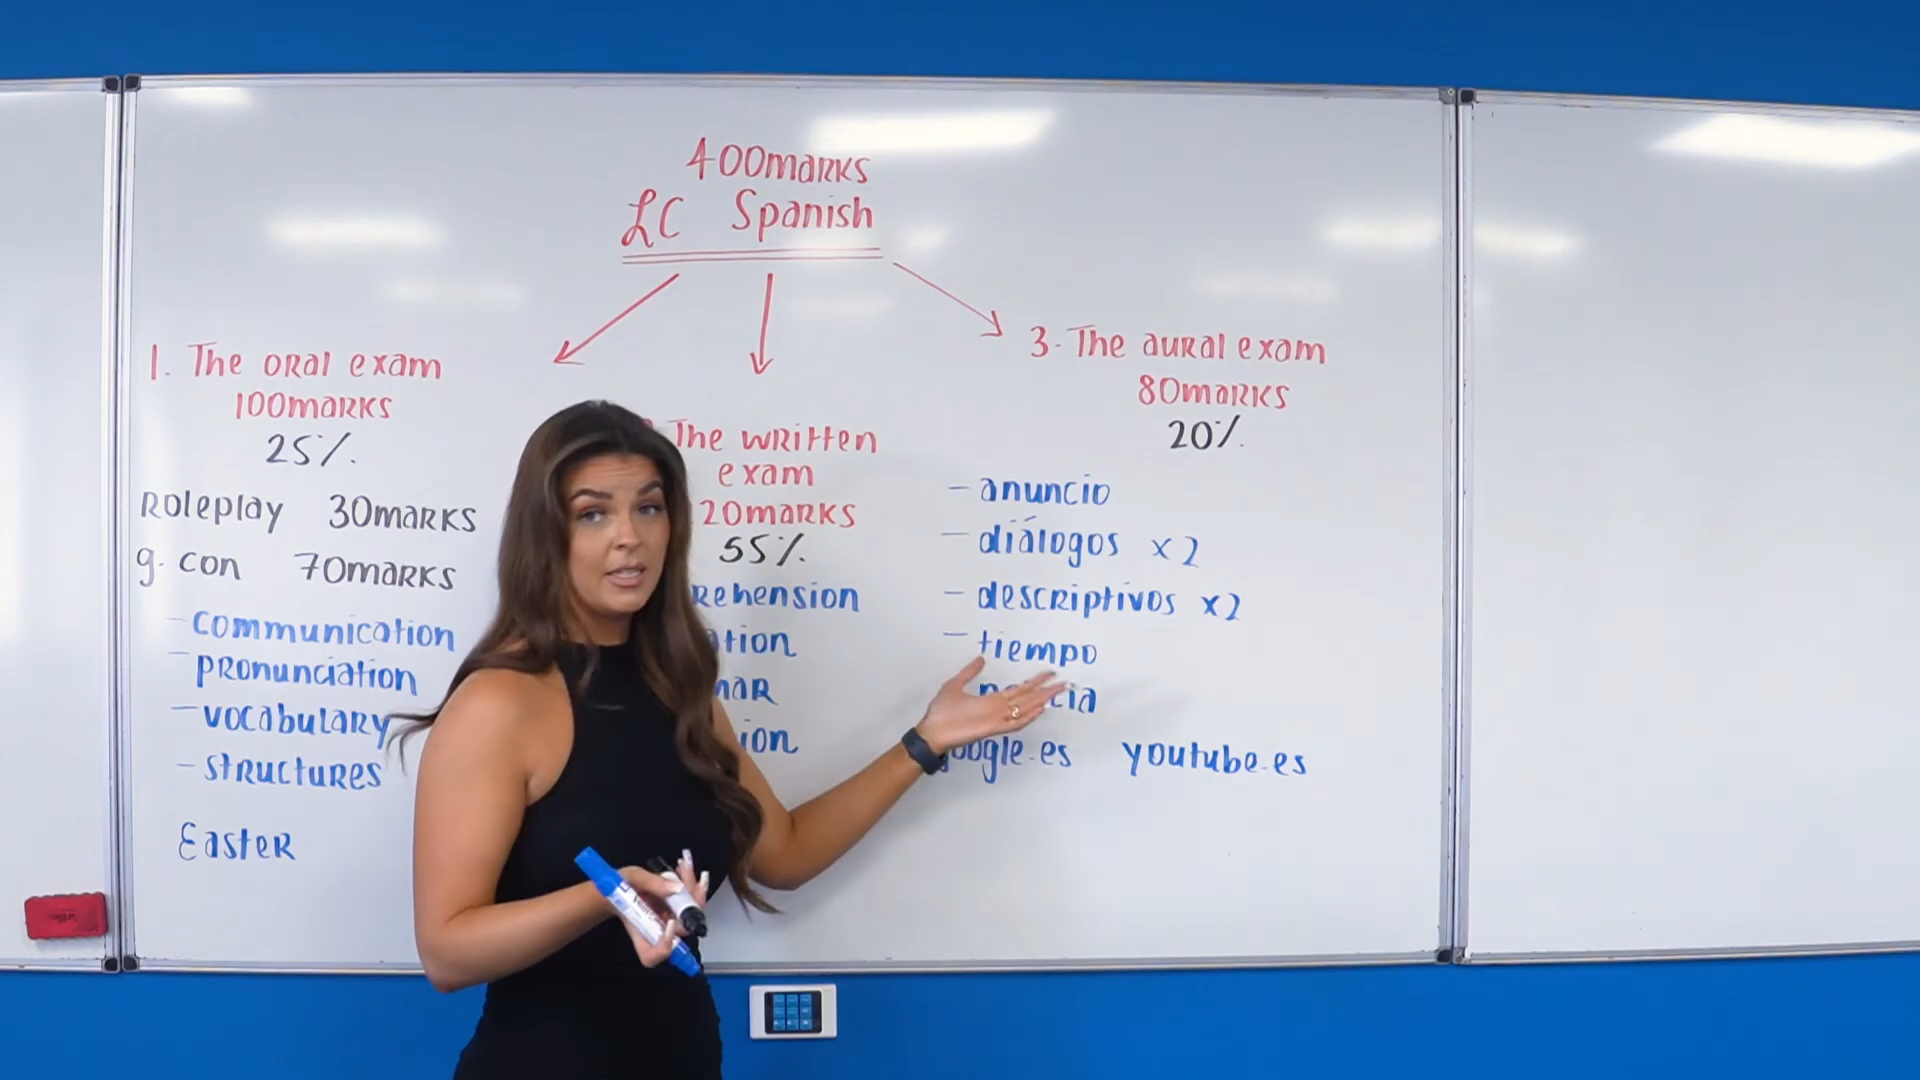 400marks
LC Spanish
1. The oral exam
100marks
25%.
Roleplay 30marks
g. con 70marks
- communication
- pronunciation
- vocabulary
- structures
Easter
The written
exam
20marks
55%.
3. The aural exam
80marks
20%.
- anuncio
- diálogos x2
- descriptivos x2
- tiempo
youtube.es